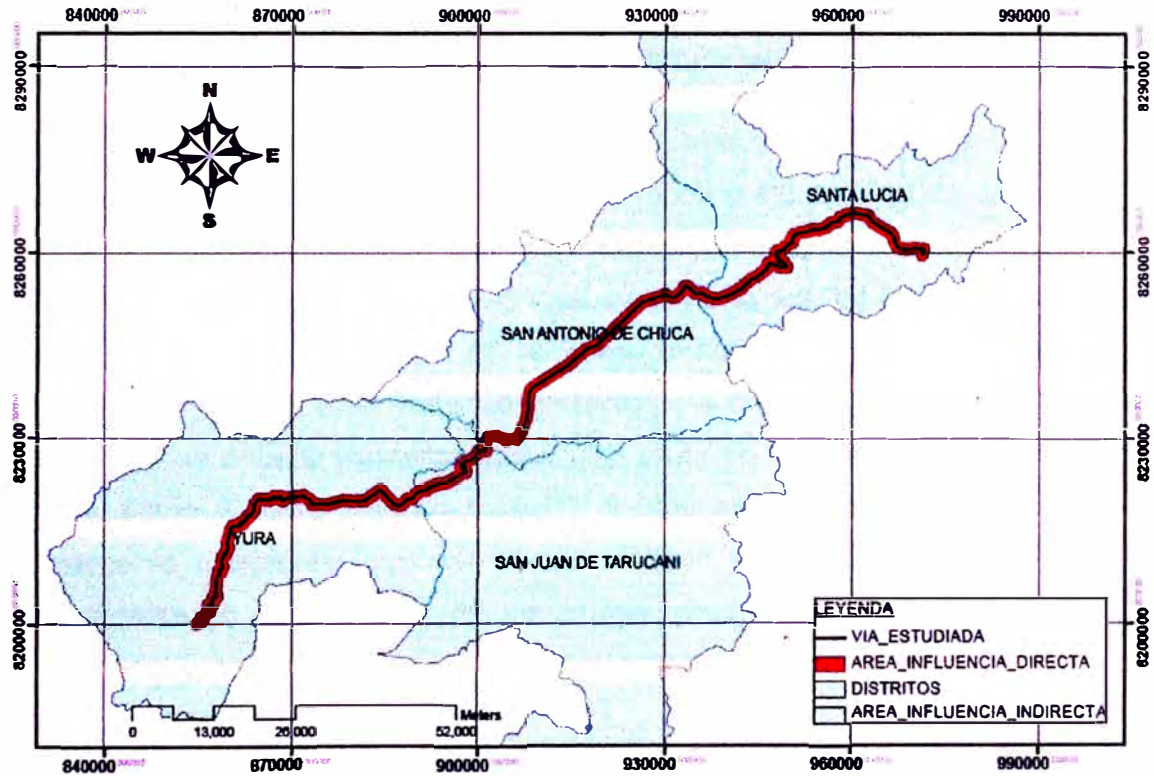 840000 870000 900000 930000 960000 990000
8290000 8290000
N
W E
S
SANTA LUCIA
8260000 8260000
SAN ANTONIO DE CHUCA
8230000 8230000
YURA
SAN JUAN DE TARUCANI
8200000 8200000
LEYENDA
VIA_ESTUDIADA
AREA_INFLUENCIA_DIRECTA
DISTRITOS
AREA_INFLUENCIA_INDIRECTA
Meters
0 13,000 26,000 52,000
840000 870000 900000 930000 960000 990000